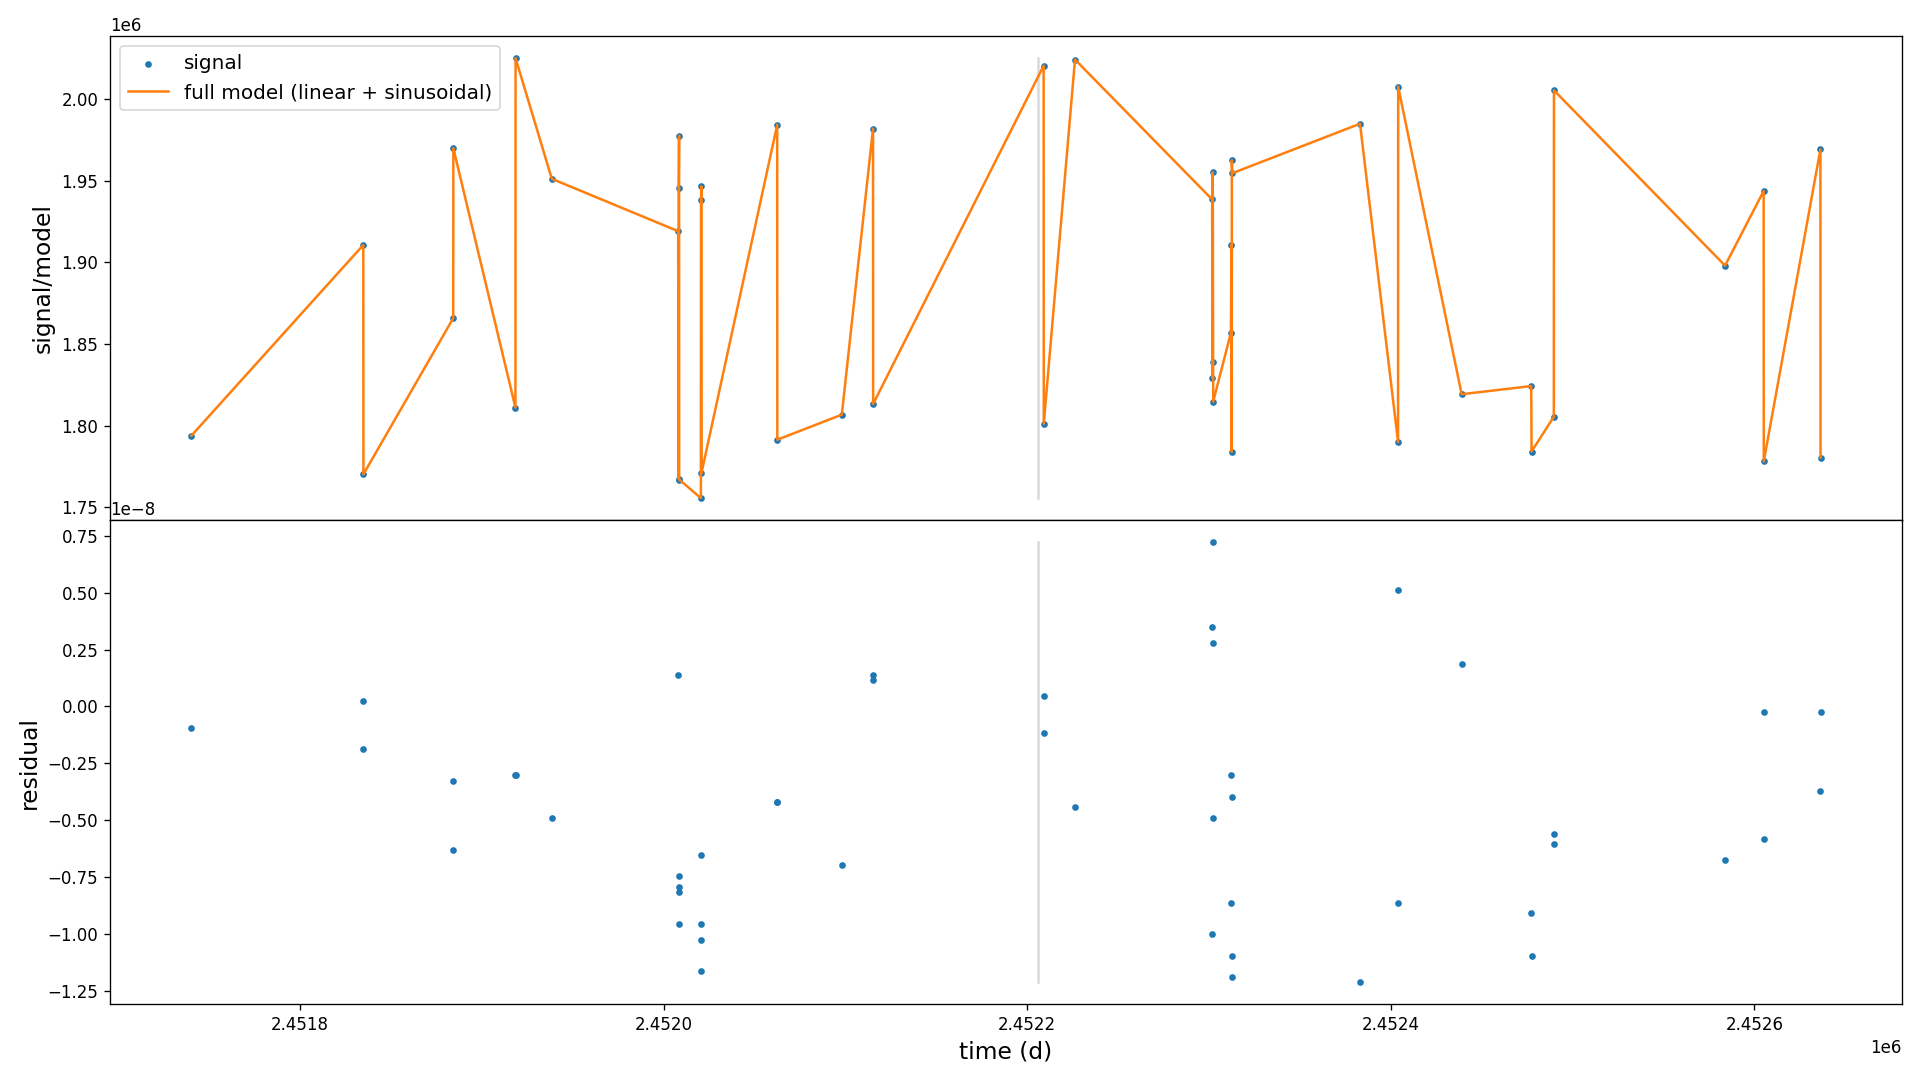 1e6
signal
full model (linear + sinusoidal)
2.00
1.95
1.90
1.85
1.80
1.75
signal/model
1e−8
0.75
0.50
0.25
0.00
−0.25
−0.50
−0.75
−1.00
−1.25
residual
2.4518
2.4520
2.4522
2.4524
2.4526
time (d)
1e6